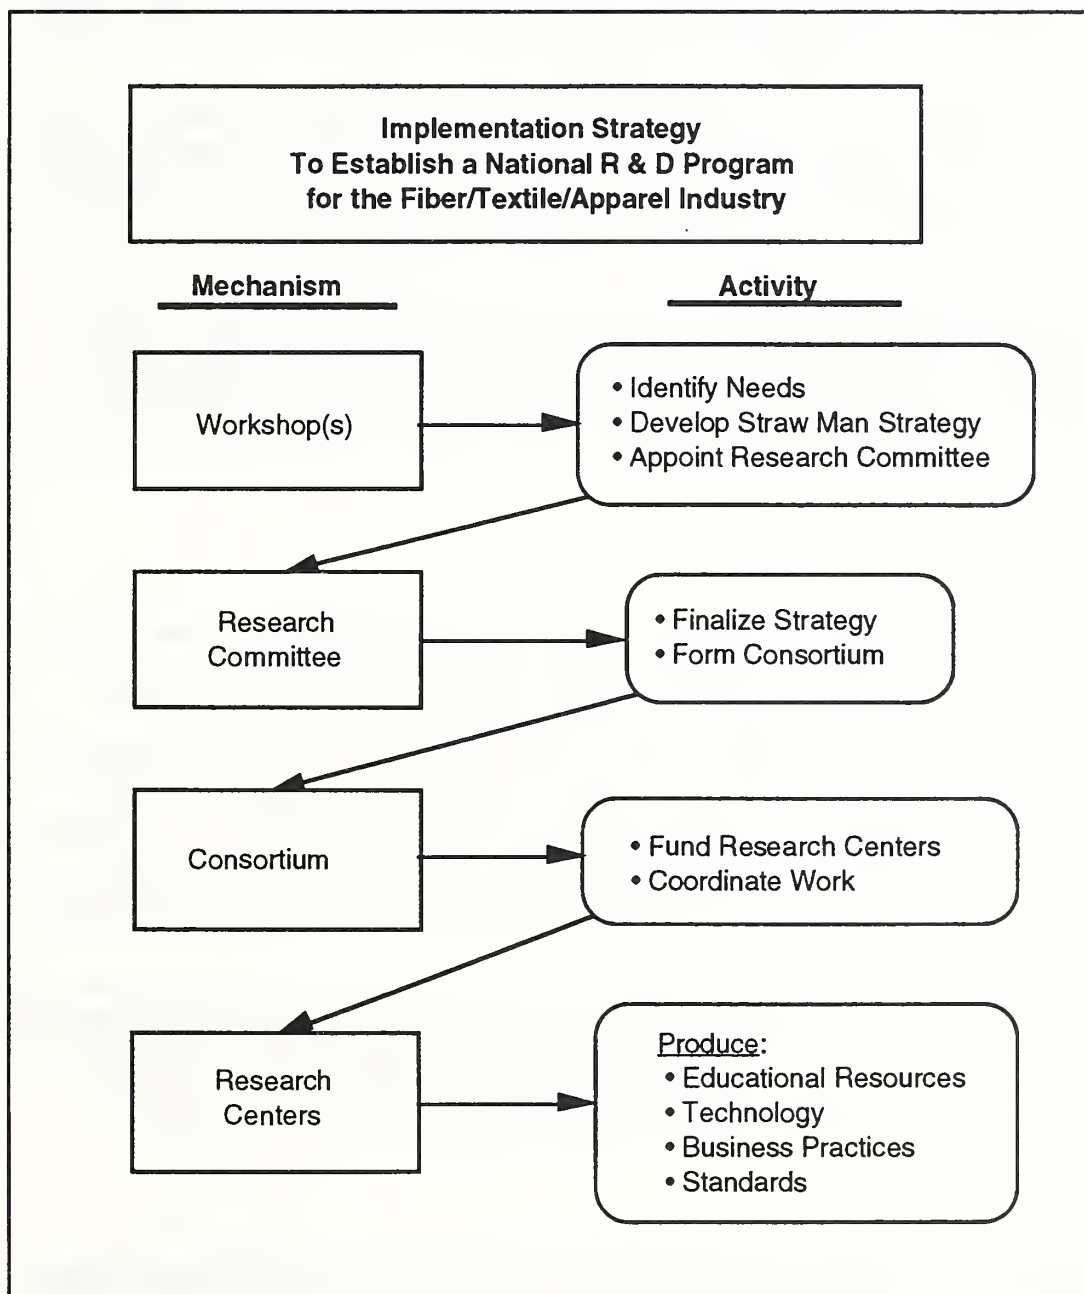 Implementation Strategy
To Establish a National R & D Program
for the Fiber/Textile/Apparel Industry
Mechanism
Activity
Workshop(s)
• Identify Needs
• Develop Straw Man Strategy
• Appoint Research Committee
Research
Committee
• Finalize Strategy
• Form Consortium
Consortium
• Fund Research Centers
• Coordinate Work
Research
Centers
Produce:
• Educational Resources
• Technology
• Business Practices
• Standards